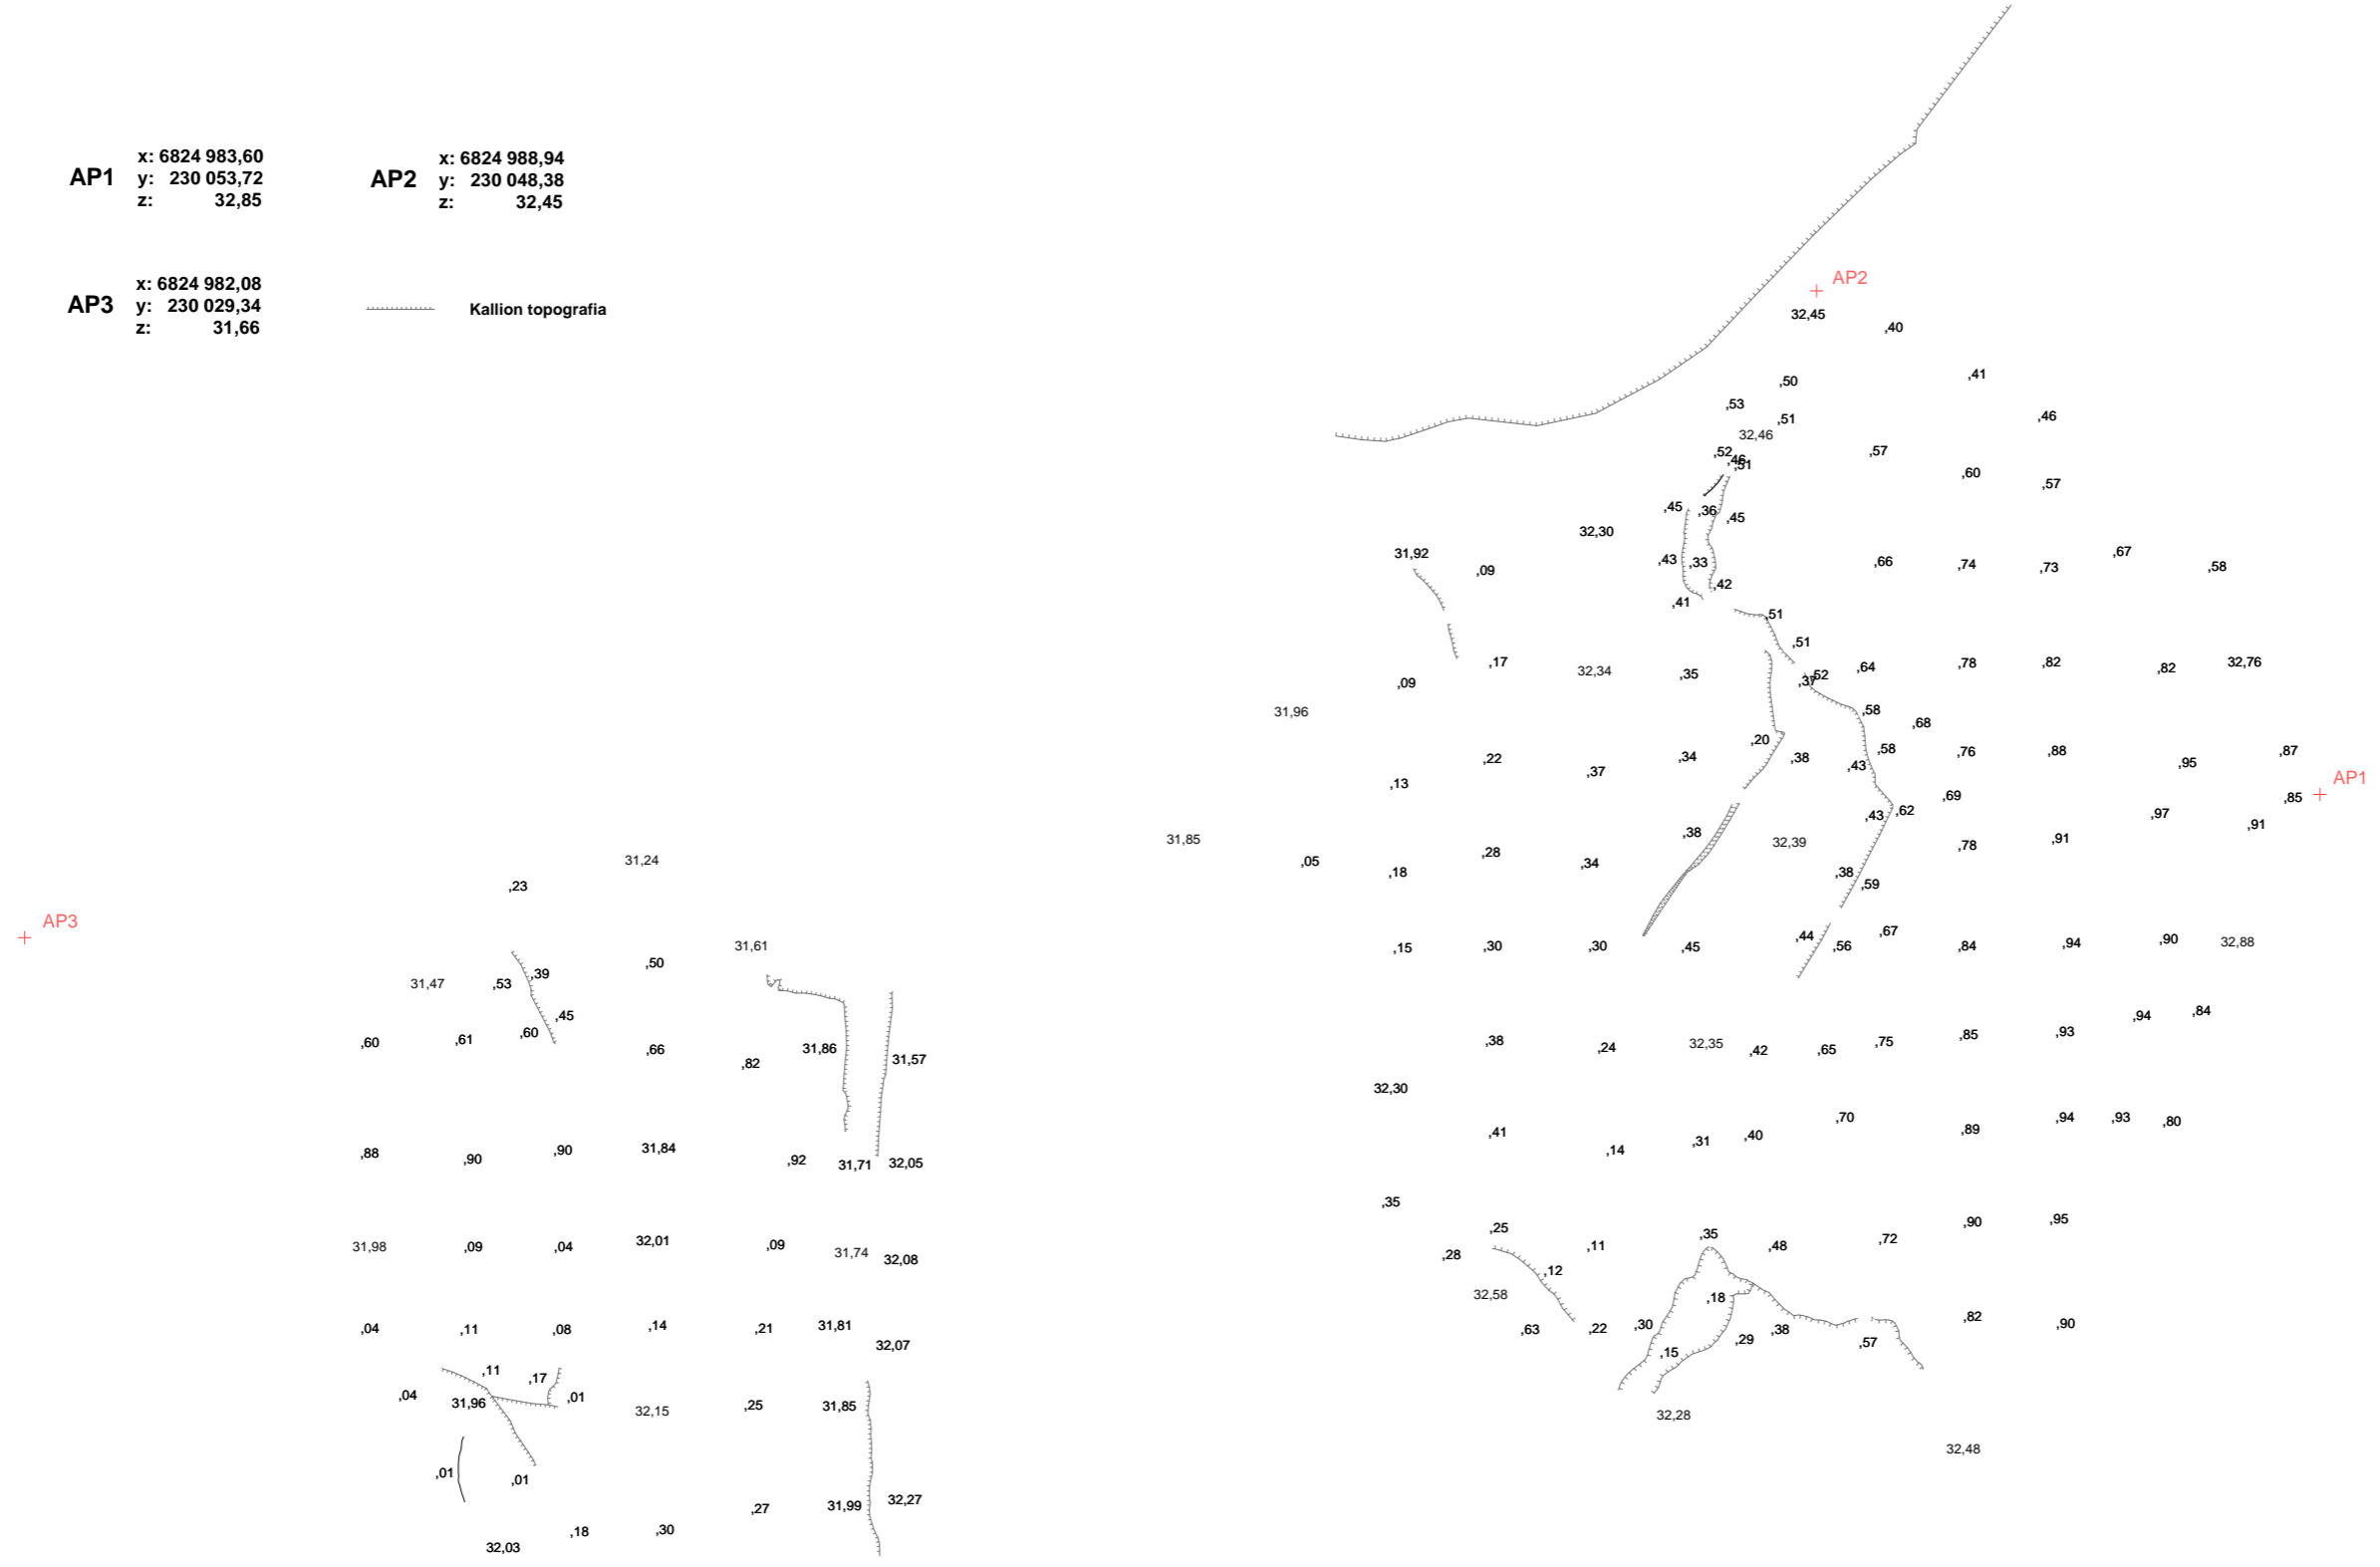 x: 6824 983,60
AP1 y: 230 053,72
z: 32,85
x: 6824 988,94
AP2 y: 230 048,38
z: 32,45
x: 6824 982,08
AP3 y: 230 029,34
z: 31,66
Kallion topografia
AP2
32,45 ,40
,41
,50
,53
,46
,51
32,46
,52 ,57
,46
,51
,60
,57
,45 ,36 ,45
32,30
31,92 ,67
,43 ,33 ,66 ,74 ,73 ,58
,09
,42
,41
,51
,51
,17 32,34 ,35 ,64 ,78 ,82 ,82 32,76
,09 ,37 ,52
31,96 ,58 ,68
,20
,22 ,34 ,38 ,58 ,76 ,88 ,87
,37 ,43 ,95
,13
AP1
,69 ,85
,43 ,62 ,97
,38 ,91
31,85 32,39 ,78 ,91
,05 ,18 ,28 ,34 ,38
,59
31,24
,23
AP3
,15 ,30 ,30 ,45 ,44 ,56 ,67 ,84 ,94 ,90 32,88
31,61
,50
31,47 ,53 ,39
,45
,60 ,61 ,60 ,66 ,82 31,86 31,57
,94 ,84
,38 ,24 32,35 ,42 ,65 ,75 ,85 ,93
32,30
,41 ,14 ,31 ,40 ,70 ,89 ,94 ,93 ,80
,88 ,90 ,90 31,84 ,92 31,71 32,05
,35
31,98 ,09 ,04 32,01 ,09 31,74 32,08
,28 ,25 ,11 ,35 ,48 ,72 ,90 ,95
,12
32,58 ,18
,04 ,11 ,08 ,14 ,21 31,81 32,07
,63 ,22 ,30 ,29 ,38 ,57 ,82 ,90
,15
,11 ,17
,04 31,96 ,01 32,15 ,25 31,85
32,28
32,48
,01 ,01
,27 31,99 32,27
32,03 ,18 ,30